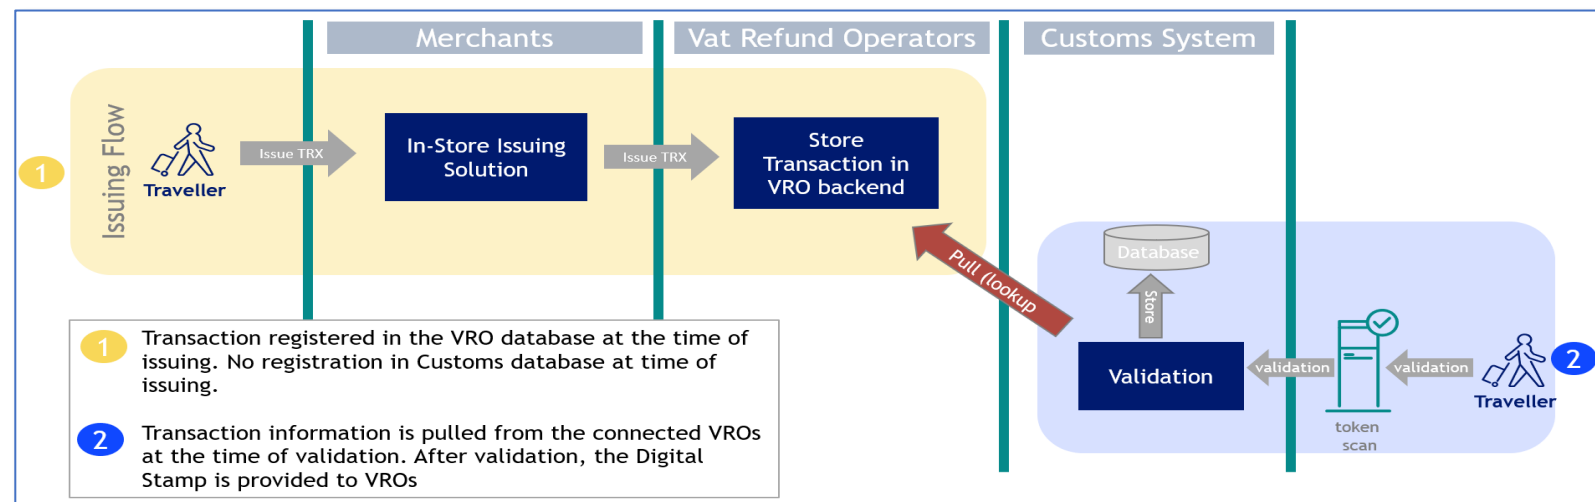 Merchants
Vat Refund Operators
Customs System
Issuing Flow
1
Traveller
Issue TRX
In-Store Issuing
Solution
Issue TRX
Store
Transaction in
VRO backend
Pull (lookup
Database
Store
Validation
validation
token
scan
validation
Traveller
2
1
Transaction registered in the VRO database at the time of
issuing. No registration in Customs database at time of
issuing.
2
Transaction information is pulled from the connected VROs
at the time of validation. After validation, the Digital
Stamp is provided to VROs